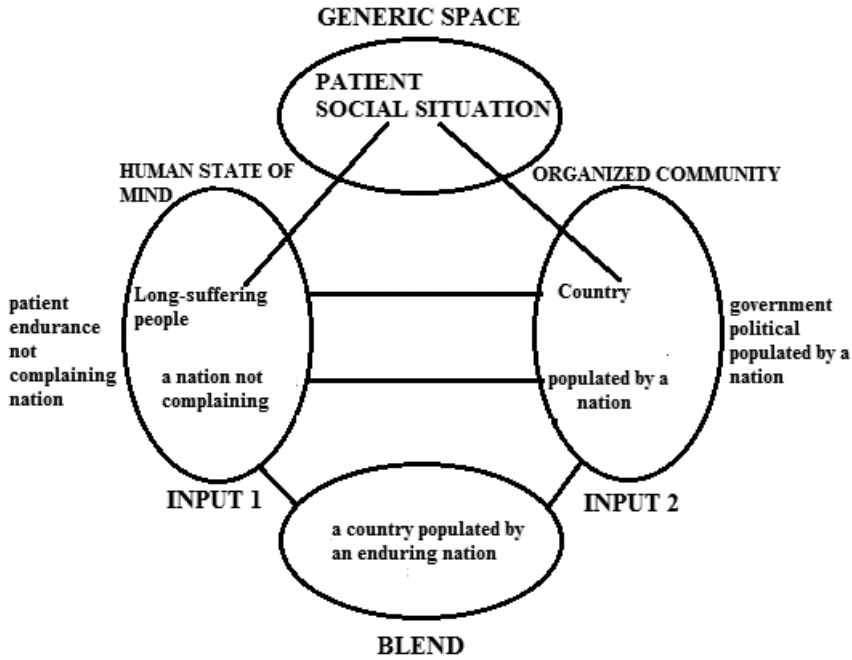 GENERIC SPACE
PATIENT
SOCIAL SITUATION
HUMAN STATE OF
MIND
ORGANIZED COMMUNITY
patient
endurance
not
complaining
nation
Long-suffering
people
a nation not
complaining
Country
populated by a
nation
government
political
populated by a
nation
INPUT 1
INPUT 2
a country populated by
an enduring nation
BLEND